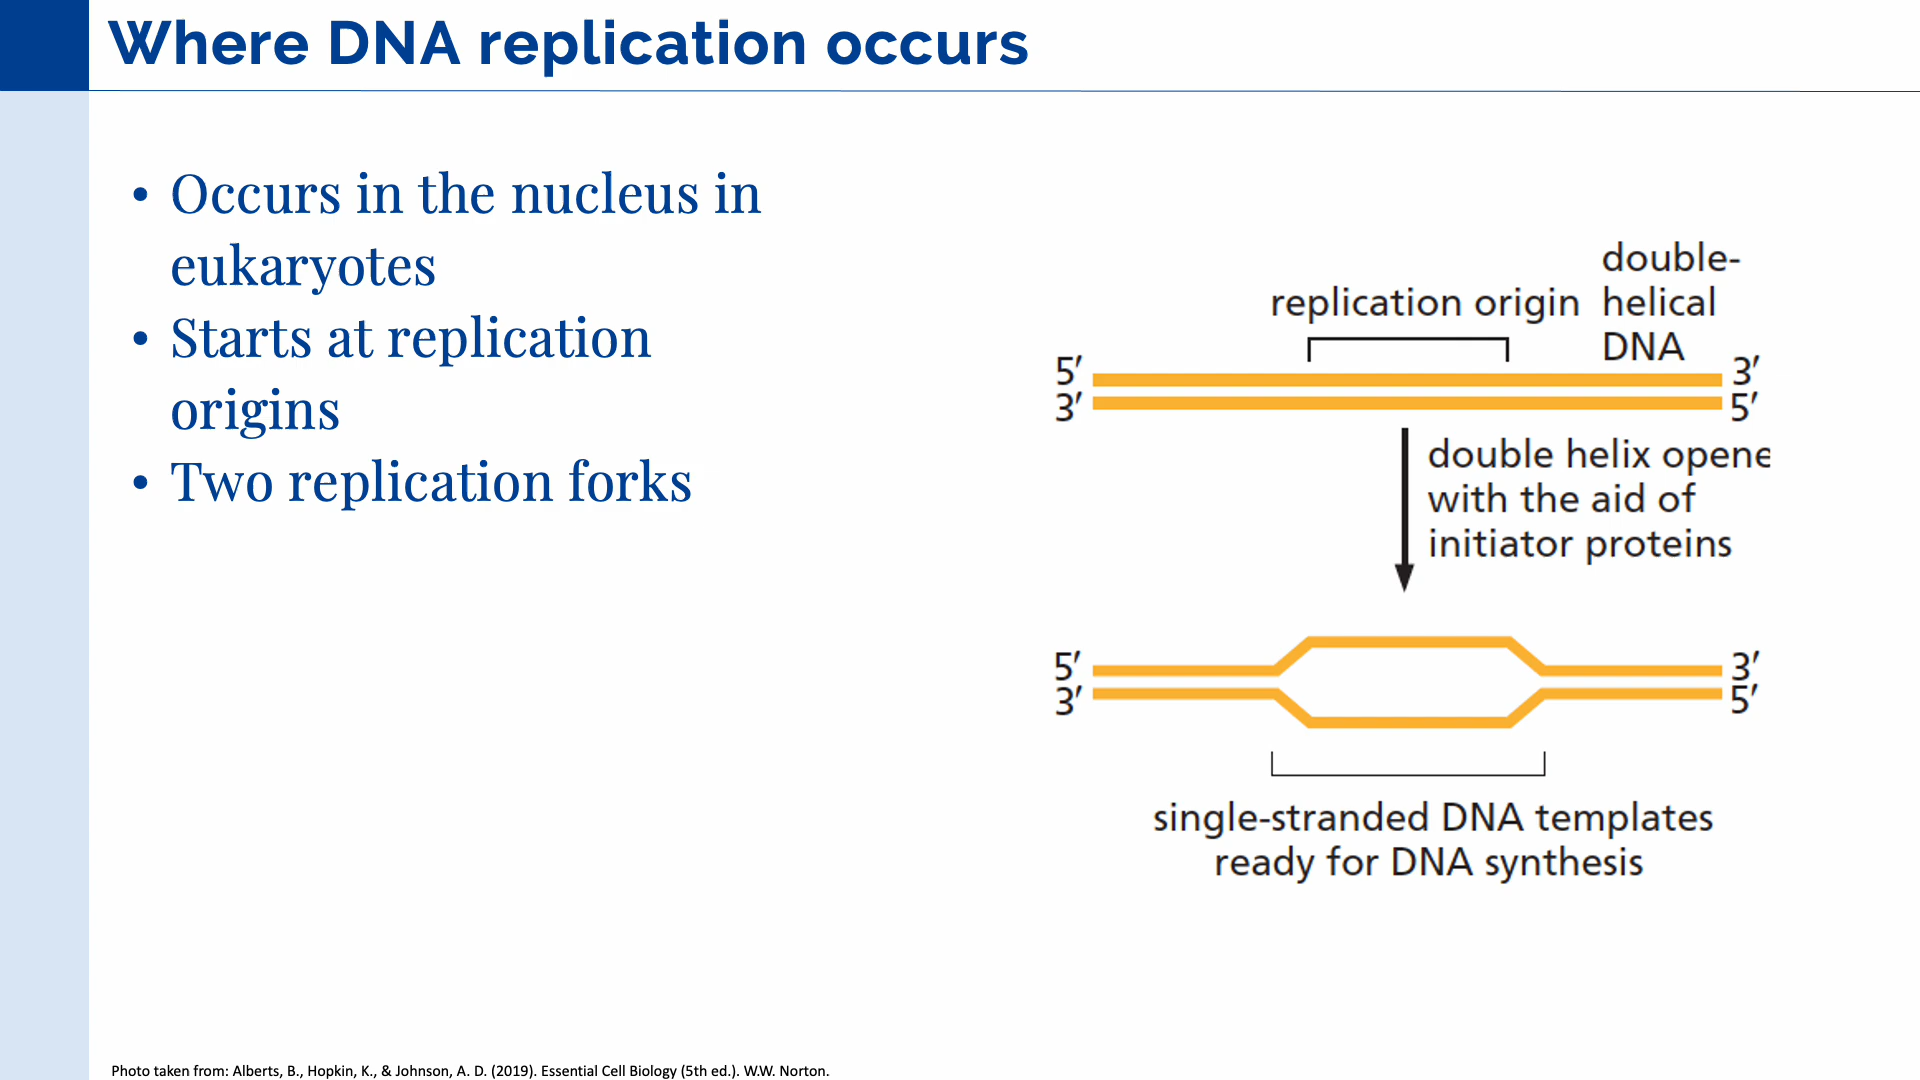 Where DNA replication occurs
• Occurs in the nucleus in
eukaryotes
• Starts at replication
origins
• Two replication forks
double-
replication origin helical
DNA
5′ 3′
3′ 5′
double helix opene
with the aid of
initiator proteins
5′ 3′
3′ 5′
single-stranded DNA templates
ready for DNA synthesis
Photo taken from: Alberts, B., Hopkin, K., & Johnson, A. D. (2019). Essential Cell Biology (5th ed.). W.W. Norton.